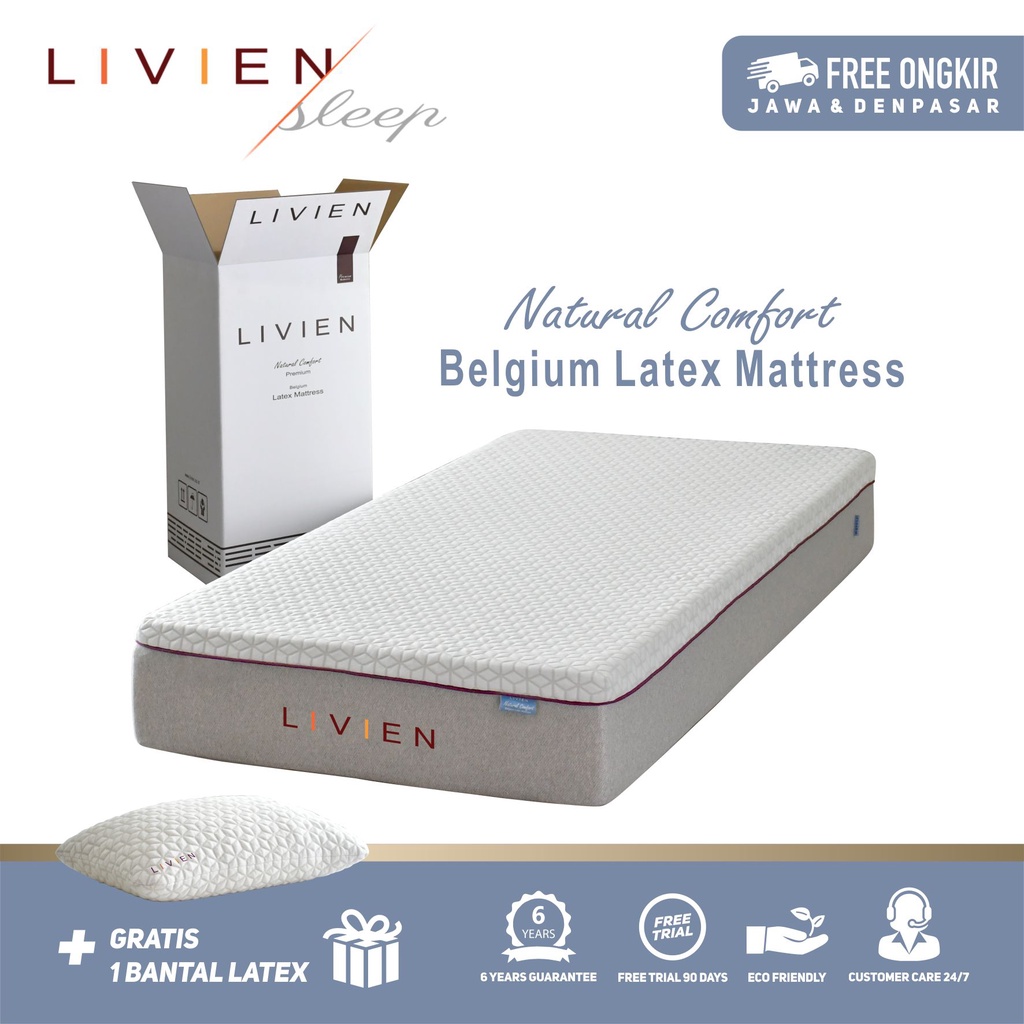 LIVIEN
sleep
FREE ONGKIR
JAWA & DENPASAR
LIVIEN
LIVIEN
Natural Comfort
Premium
Belgium
Latex Mattress
Natural Comfort
Belgium Latex Mattress
LIVIEN
Natural Comfort
LIVIEN
+ GRATIS
1 BANTAL LATEX
6
YEARS
6 YEARS GUARANTEE
FREE
TRIAL
FREE TRIAL 90 DAYS
ECO FRIENDLY
CUSTOMER CARE 24/7